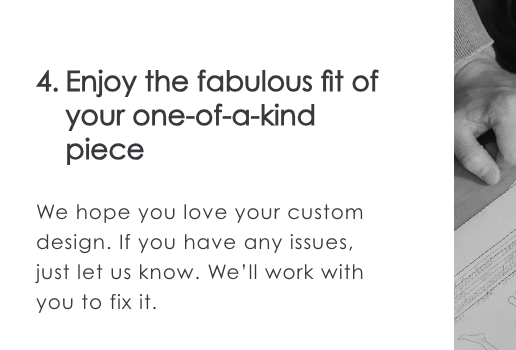 4. Enjoy the fabulous fit of
your one-of-a-kind
piece
We hope you love your custom
design. If you have any issues,
just let us know. We’ll work with
you to fix it.